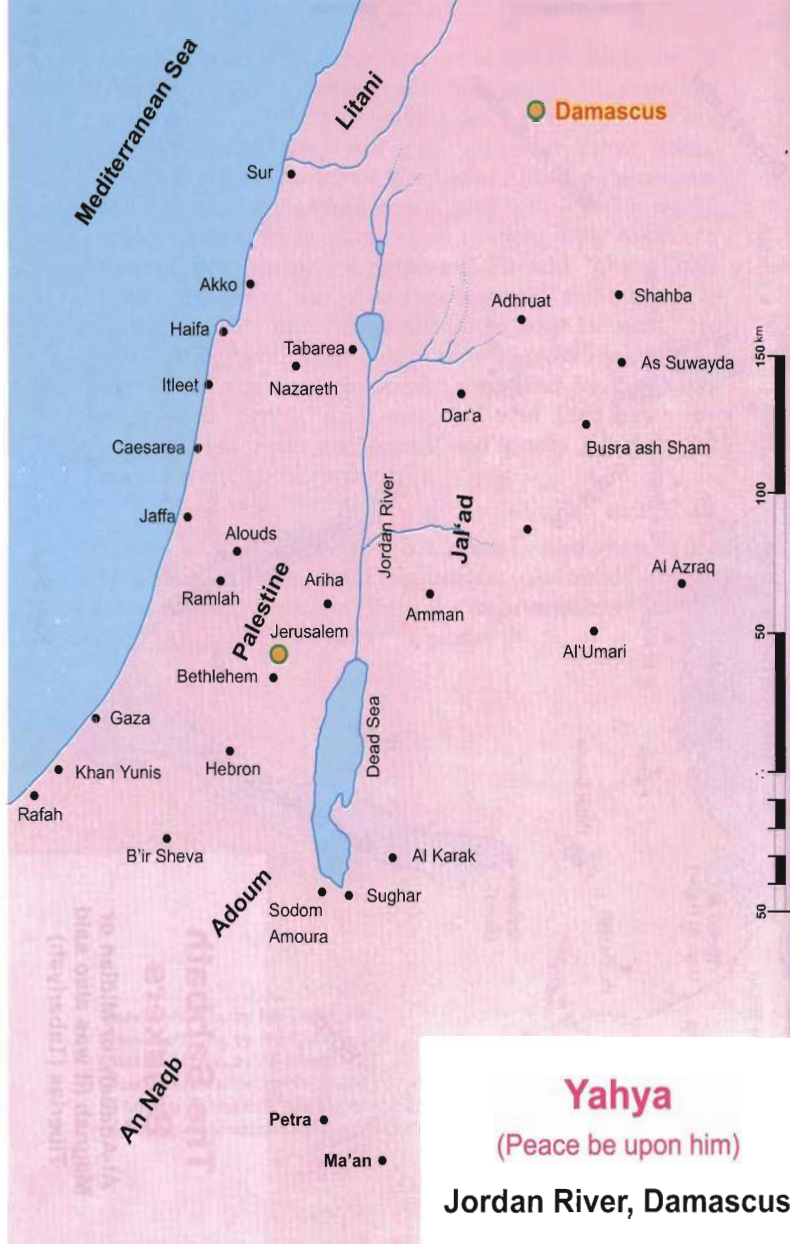 Mediterranean Sea
Litani
Damascus
Sur
Akko
Adhruat
Shahba
Haifa
Tabarea
150 km
As Suwayda
Itleet
Nazareth
Dar'a
Caesarea
Busra ash Sham
Jordan River
100
Jaffa
Alouds
Jal'ad
Ramlah
Ariha
Al Azraq
Palestine
Amman
Jerusalem
50
Al'Umari
Bethlehem
Gaza
Dead Sea
Khan Yunis
Hebron
Rafah
B'ir Sheva
Al Karak
Adoum
Sughar
Sodom
Amoura
50
An Naqb
Petra
Ma'an
Yahya
(Peace be upon him)
Jordan River, Damascus